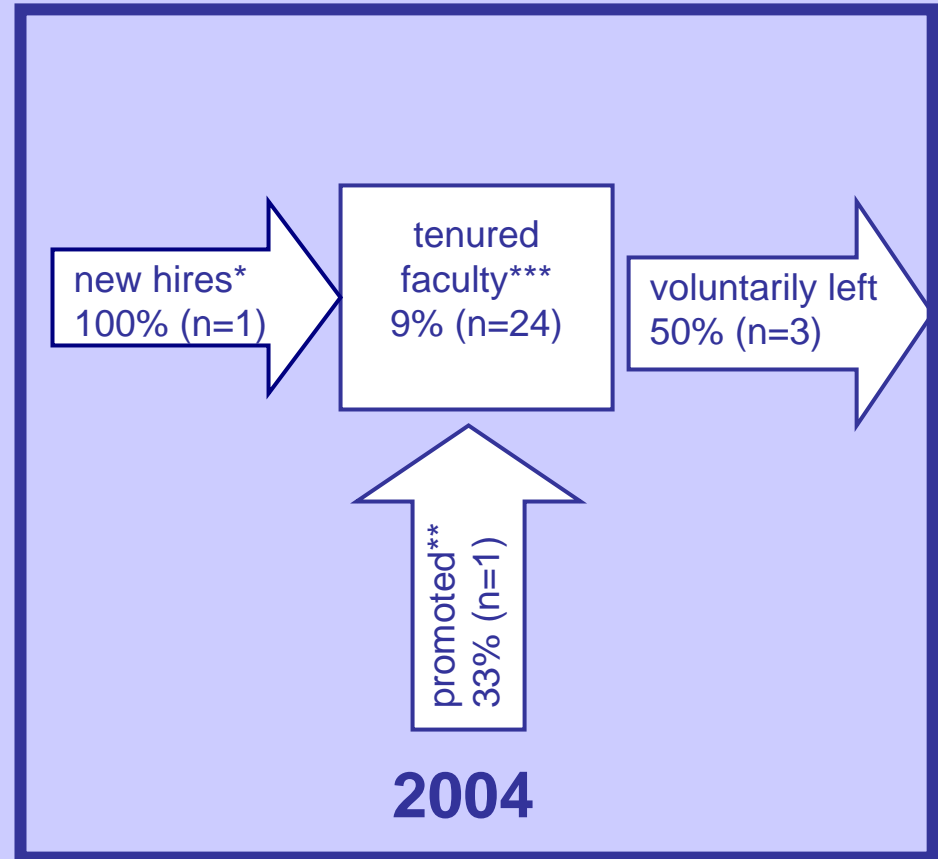 new hires*
100% (n=1)
tenured
faculty***
9% (n=24)
voluntarily left
50% (n=3)
promoted**
33% (n=1)
2004